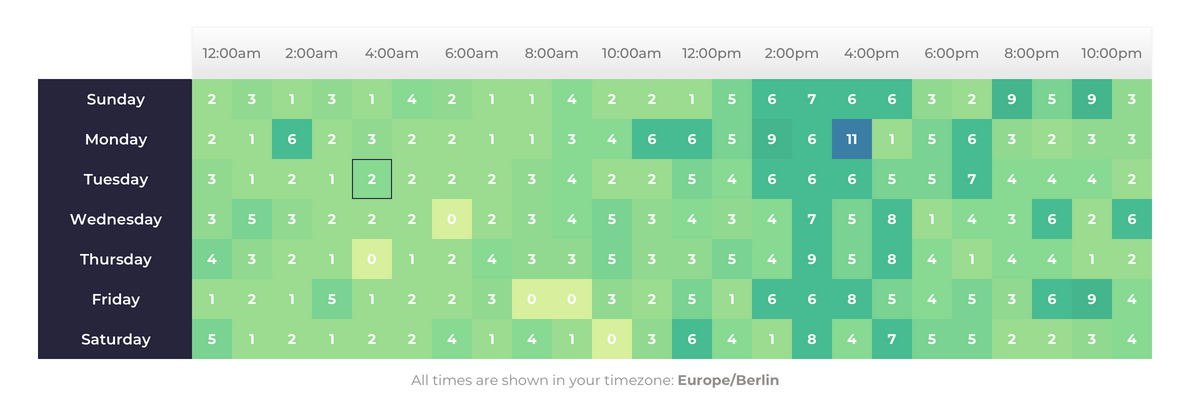 12:00am 2:00am 4:00am 6:00am 8:00am 10:00am 12:00pm 2:00pm 4:00pm 6:00pm 8:00pm 10:00pm
Sunday 2 3 1 3 1 4 2 1 1 4 2 2 1 5 6 7 6 6 3 2 9 5 9 3
Monday 2 1 6 2 3 2 2 1 1 3 4 6 6 5 9 6 11 1 5 6 3 2 3 3
Tuesday 3 1 2 1 2 2 2 2 3 4 2 2 5 4 6 6 6 5 5 7 4 4 4 2
Wednesday 3 5 3 2 2 2 0 2 3 4 5 3 4 3 4 7 5 8 1 4 3 6 2 6
Thursday 4 3 2 1 0 1 2 4 3 3 5 3 3 5 4 9 5 8 4 1 4 4 1 2
Friday 1 2 1 5 1 2 2 3 0 0 3 2 5 1 6 6 8 5 4 5 3 6 9 4
Saturday 5 1 2 1 2 2 4 1 4 1 0 3 6 4 1 8 4 7 5 5 2 2 3 4
All times are shown in your timezone: Europe/Berlin